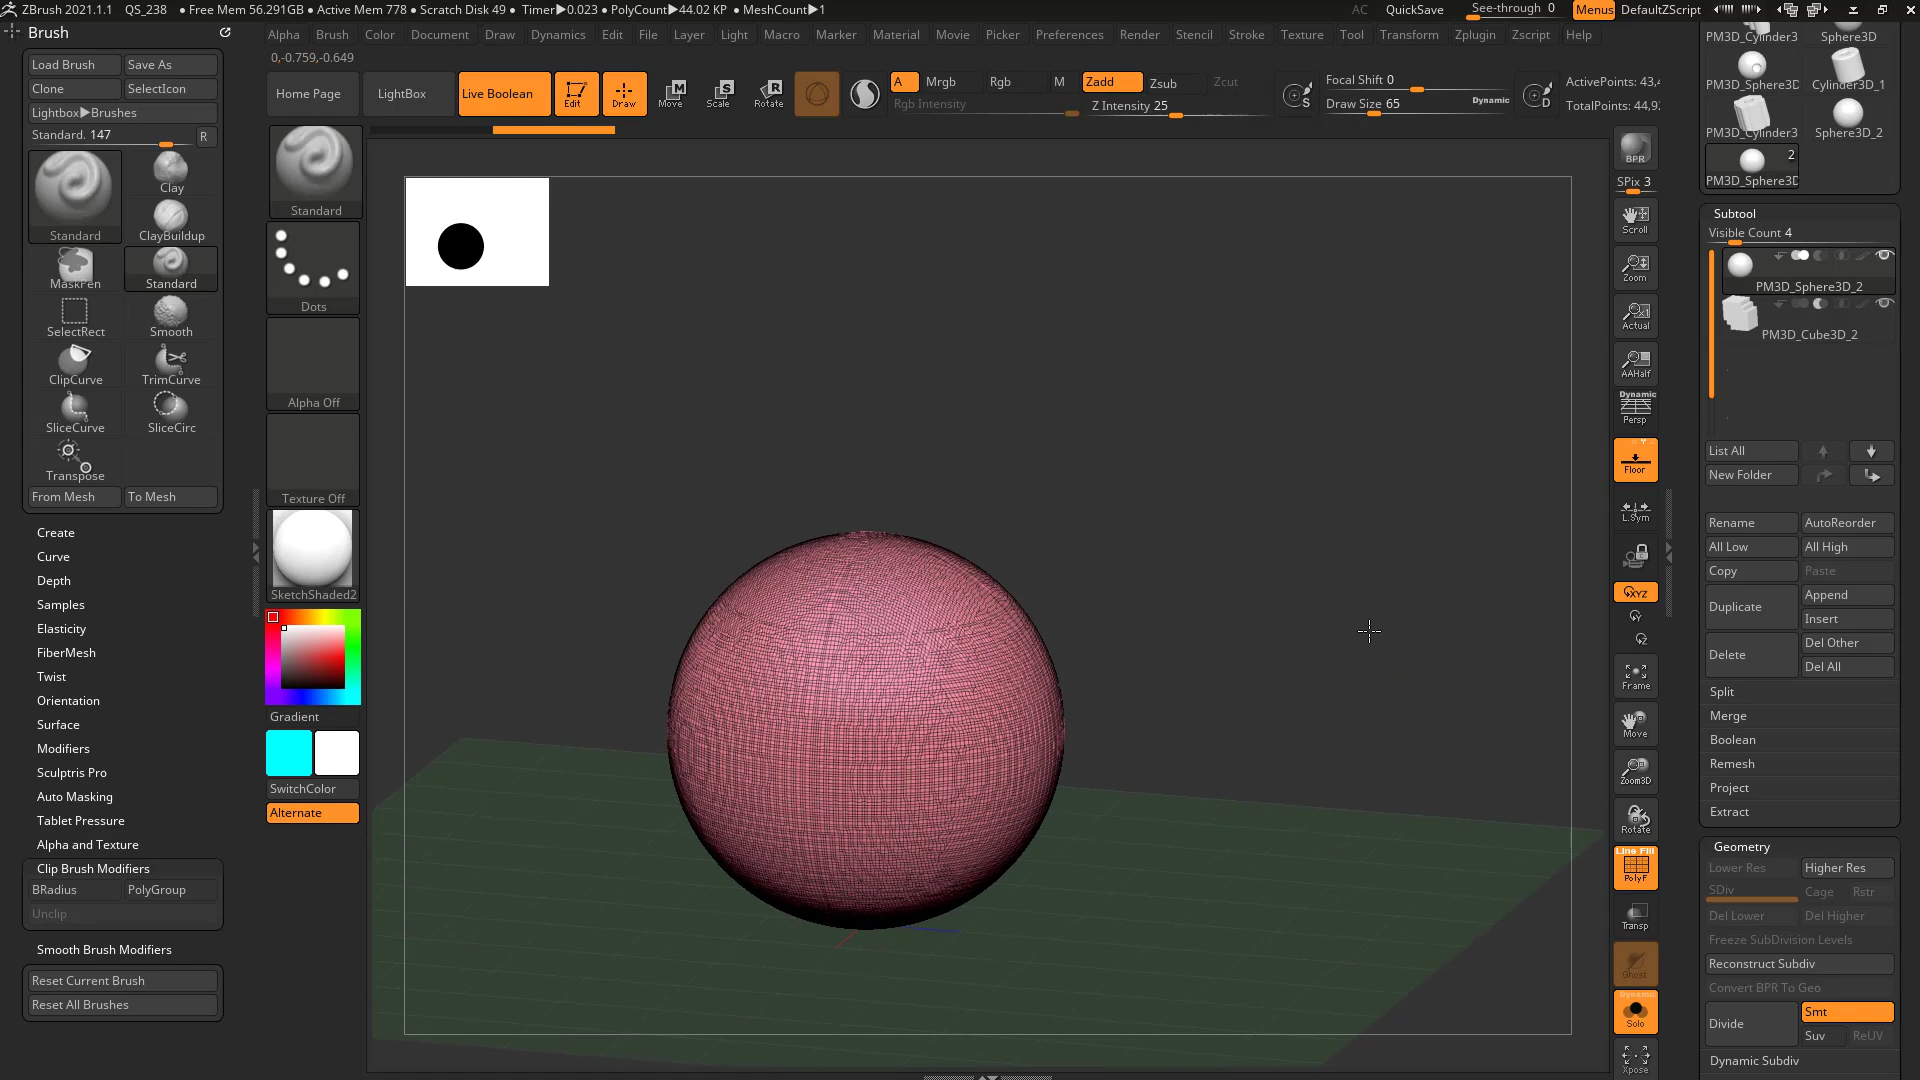 ZBrush 2021.1.1 QS_238 ● Free Mem 56.291GB ● Active Mem 778 ● Scratch Disk 49 ● Timer▶0.023 ● PolyCount▶44.02 KP ● MeshCount▶1 AC QuickSave See-through 0 Menus DefaultZScript
Brush
Alpha Brush Color Document Draw Dynamics Edit File Layer Light Macro Marker Material Movie Picker Preferences Render Stencil Stroke Texture Tool Transform Zplugin Zscript Help
0,-0.759,-0.649
Load Brush Save As
Clone SelectIcon
Lightbox▶Brushes
Standard. 147 R
Standard
Clay
ClayBuildup
MaskPen
Standard
SelectRect
Smooth
ClipCurve
TrimCurve
SliceCurve
SliceCirc
Transpose
From Mesh To Mesh
Create
Curve
Depth
Samples
Elasticity
FiberMesh
Twist
Orientation
Surface
Modifiers
Sculptris Pro
Auto Masking
Tablet Pressure
Alpha and Texture
Clip Brush Modifiers
BRadius PolyGroup
Unclip
Smooth Brush Modifiers
Reset Current Brush
Reset All Brushes
Home Page LightBox Live Boolean Edit Draw Move Scale Rotate
A Mrgb Rgb M Zadd Zsub Zcut
Rgb Intensity Z Intensity 25
S
Focal Shift 0
Draw Size 65 Dynamic
D
ActivePoints: 43,4
TotalPoints: 44,92
Standard
Dots
Alpha Off
Texture Off
SketchShaded2
Gradient
SwitchColor
Alternate
BPR
SPix 3
Scroll
Zoom
Actual
AAHalf
Dynamic
Persp
Floor
L.Sym
XYZ
Y
Z
Frame
Move
Zoom3D
Rotate
Line Fill
PolyF
Transp
Ghost
Dynamic
Solo
Xpose
PM3D_Cylinder3 Sphere3D
PM3D_Sphere3D Cylinder3D_1
PM3D_Cylinder3 Sphere3D_2
2
PM3D_Sphere3D
Subtool
Visible Count 4
PM3D_Sphere3D_2
PM3D_Cube3D_2
List All
New Folder
Rename AutoReorder
All Low All High
Copy Paste
Duplicate Append
Insert
Delete Del Other
Del All
Split
Merge
Boolean
Remesh
Project
Extract
Geometry
Lower Res Higher Res
SDiv Cage Rstr
Del Lower Del Higher
Freeze SubDivision Levels
Reconstruct Subdiv
Convert BPR To Geo
Divide Smt
Suv ReUV
Dynamic Subdiv